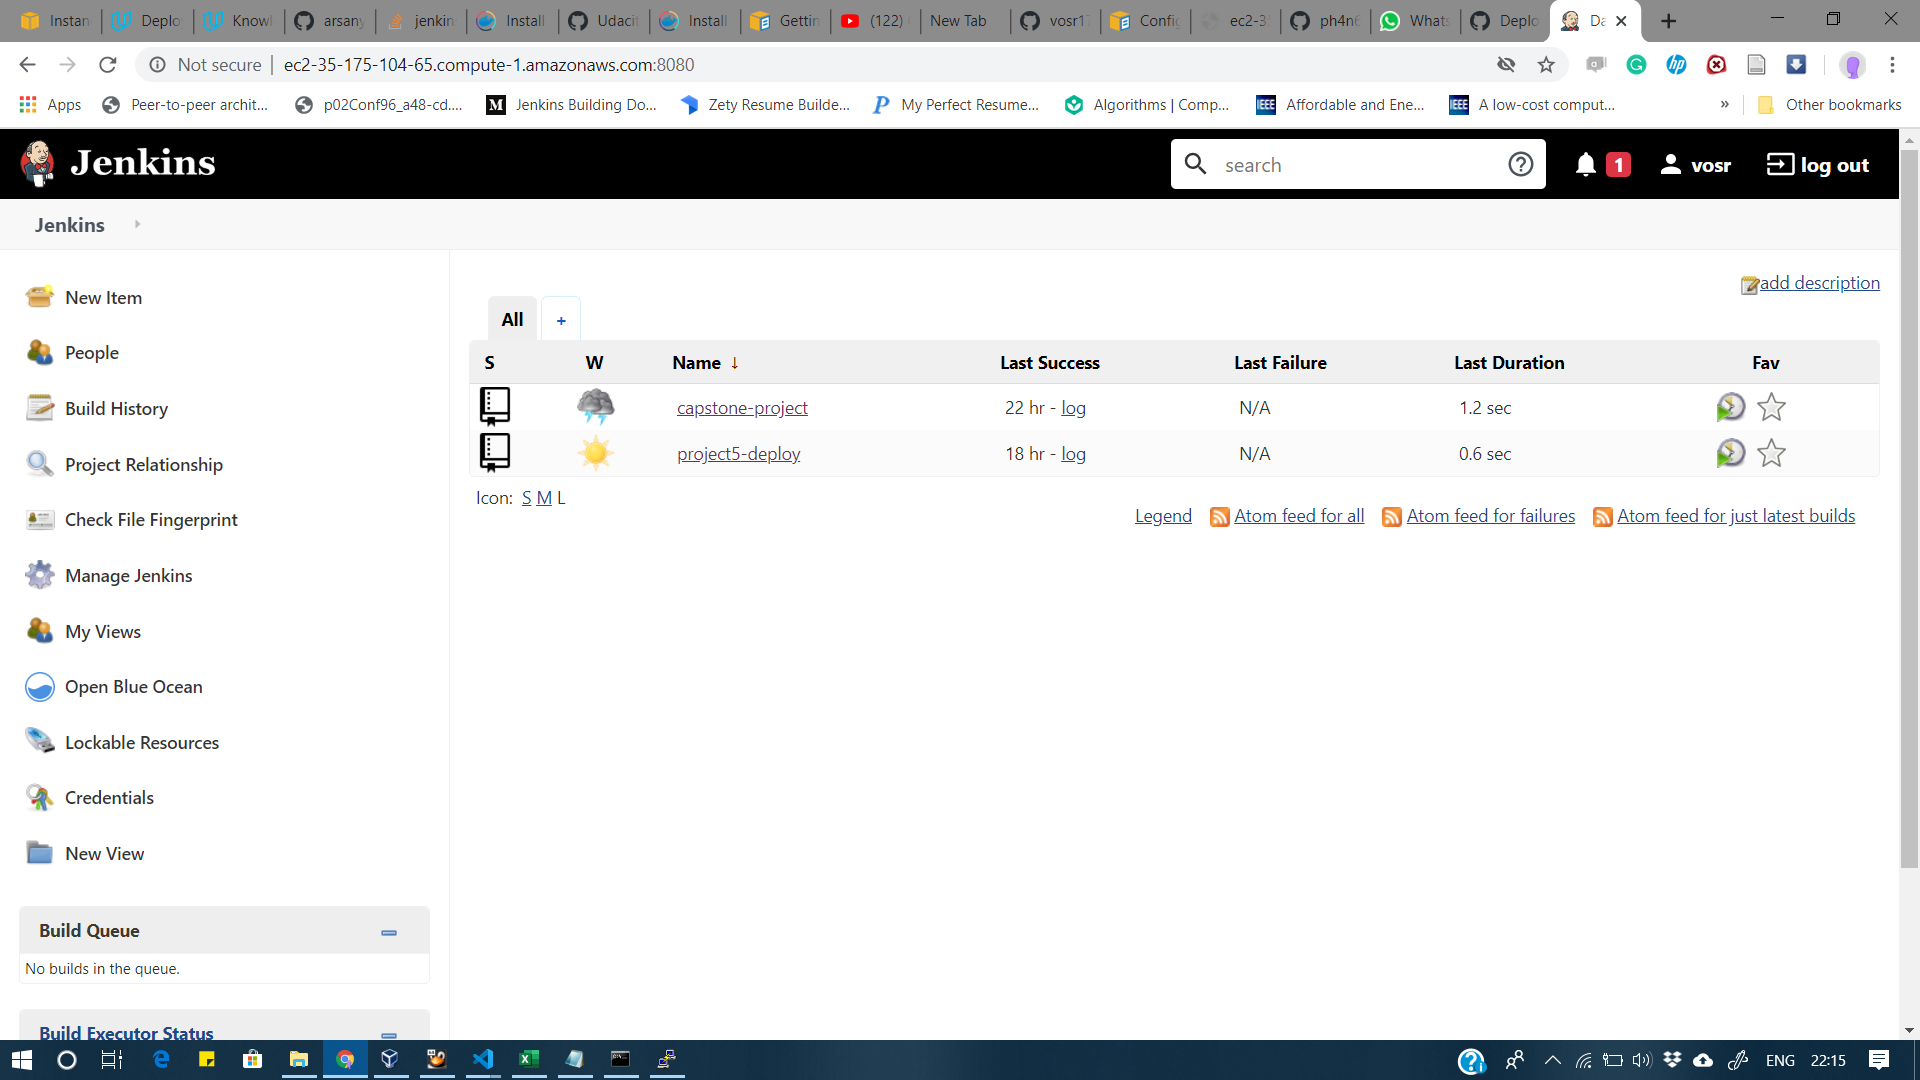 Instan
Deplo
Knowl
arsany
jenkin
Install
Udacit
Install
Gettin
(122)
New Tab
vosr17
Config
ec2-35
ph4n6
Whats
Deplo
Da
Not secure
ec2-35-175-104-65.compute-1.amazonaws.com:8080
Apps
Peer-to-peer archit...
p02Conf96_a48-cd....
Jenkins Building Do...
Zety Resume Builde...
My Perfect Resume...
Algorithms | Comp...
Affordable and Ene...
A low-cost comput...
»
Other bookmarks
Jenkins
search
1
vosr
log out
Jenkins
New Item
People
Build History
Project Relationship
Check File Fingerprint
Manage Jenkins
My Views
Open Blue Ocean
Lockable Resources
Credentials
New View
Build Queue
No builds in the queue.
Build Executor Status
add description
All +
S W Name ↓ Last Success Last Failure Last Duration Fav
capstone-project 22 hr - log N/A 1.2 sec
project5-deploy 18 hr - log N/A 0.6 sec
Icon: S M L
Legend Atom feed for all Atom feed for failures Atom feed for just latest builds
ENG 22:15